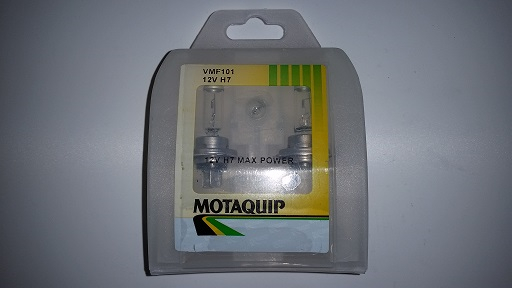 VMF101
12V H7
12V H7 MAX POWER
MOTAQUIP